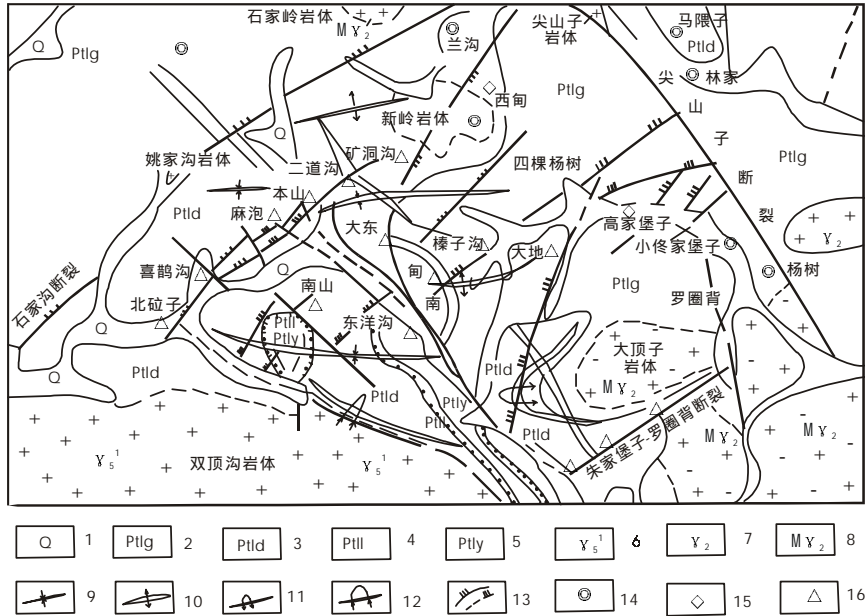 石家岭岩体
Mγ₂
尖山子
岩体
马隈子
Q
Ptlg
兰沟
Ptld
尖
林家
Ptlg
西甸
山
新岭岩体
子
Q
矿洞沟
姚家沟岩体
二道沟
四棵杨树
Ptlg
断
本山
Ptld
麻泡
大东
高家堡子
裂
γ₂
榛子沟
大地
小佟家堡子
喜鹊沟
Q
甸
杨树
石家沟断裂
南山
Ptlg
罗圈背
北砬子
南
Q
Ptll
东洋沟
Ptly
大顶子
岩体
Ptld
Ptld
Q
Ptld
Mγ₂
Ptly
Ptll
Ptld
Mγ₂
Mγ₂
朱家堡子-罗圈背断裂
γ₅¹
双顶沟岩体
γ₅¹
Q 1 Ptlg 2 Ptld 3 Ptll 4 Ptly 5 γ₅¹ 6 γ₂ 7 Mγ₂ 8
9 10 11 12 13 14 15 16